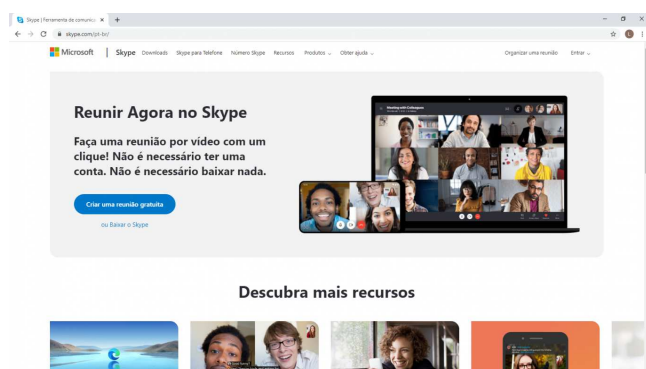 Skype | Ferramenta de comunic
skype.com/pt-br/
Microsoft | Skype Downloads Skype para Telefone Número Skype Recursos Produtos Obter ajuda Organizar uma reunião Entrar
Reunir Agora no Skype
Faça uma reunião por vídeo com um
clique! Não é necessário ter uma
conta. Não é necessário baixar nada.
Criar uma reunião gratuita
ou Baixar o Skype
Meeting with Colleagues
Descubra mais recursos